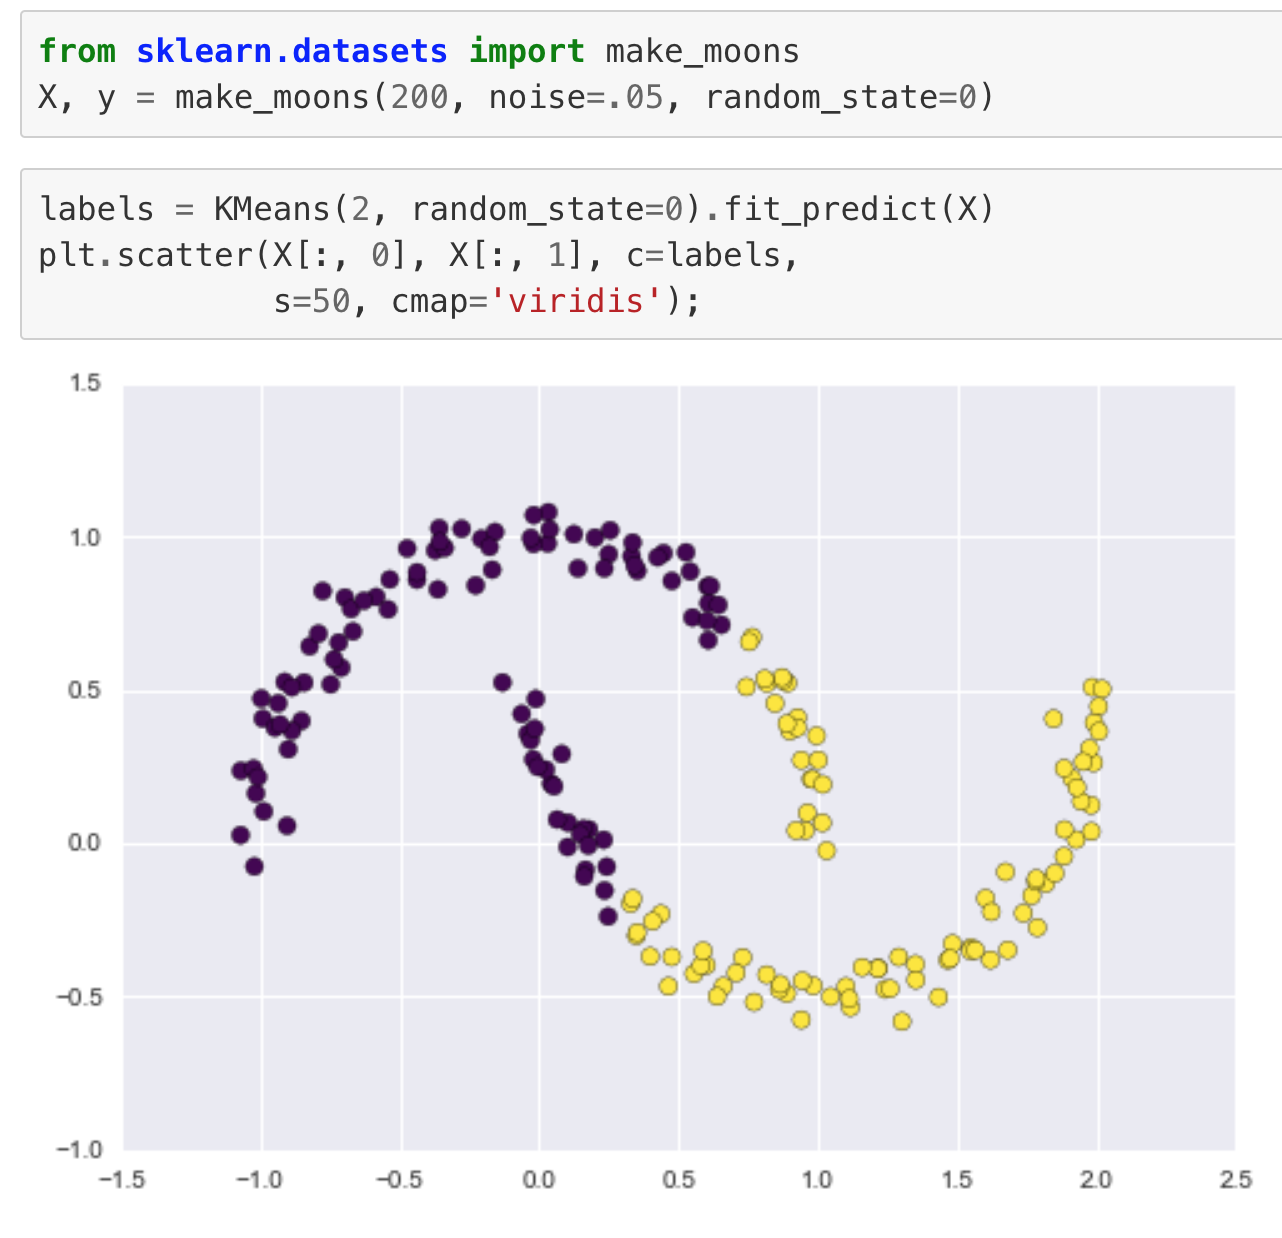 from sklearn.datasets import make_moons
X, y = make_moons(200, noise=.05, random_state=0)
labels = KMeans(2, random_state=0).fit_predict(X)
plt.scatter(X[:, 0], X[:, 1], c=labels,
            s=50, cmap='viridis');
1.5
1.0
0.5
0.0
−0.5
−1.0
−1.5 −1.0 −0.5 0.0 0.5 1.0 1.5 2.0 2.5